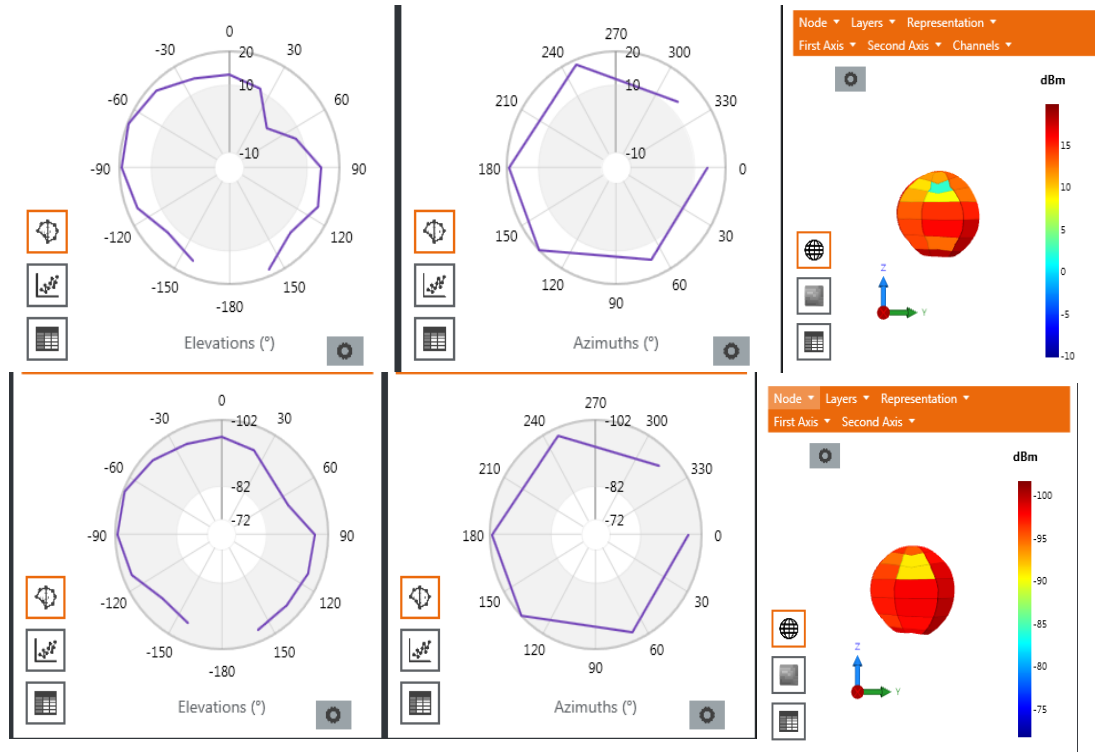 0
-30 20 30
-60 10 60
-10
-90 90
-120 120
-150 150
-180
Elevations (°)
270
240 20 300
210 10 330
-10
180 0
150 30
120 60
90
Azimuths (°)
Node Layers Representation
First Axis Second Axis Channels
dBm
15
10
5
0
-5
-10
Z
Y
0
-30 -102 30
-60 60
-82
-72
-90 90
-120 120
-150 150
-180
Elevations (°)
270
240 -102 300
210 330
-82
-72
180 0
150 30
120 60
90
Azimuths (°)
Node Layers Representation
First Axis Second Axis
dBm
-100
-95
-90
-85
-80
-75
Z
Y